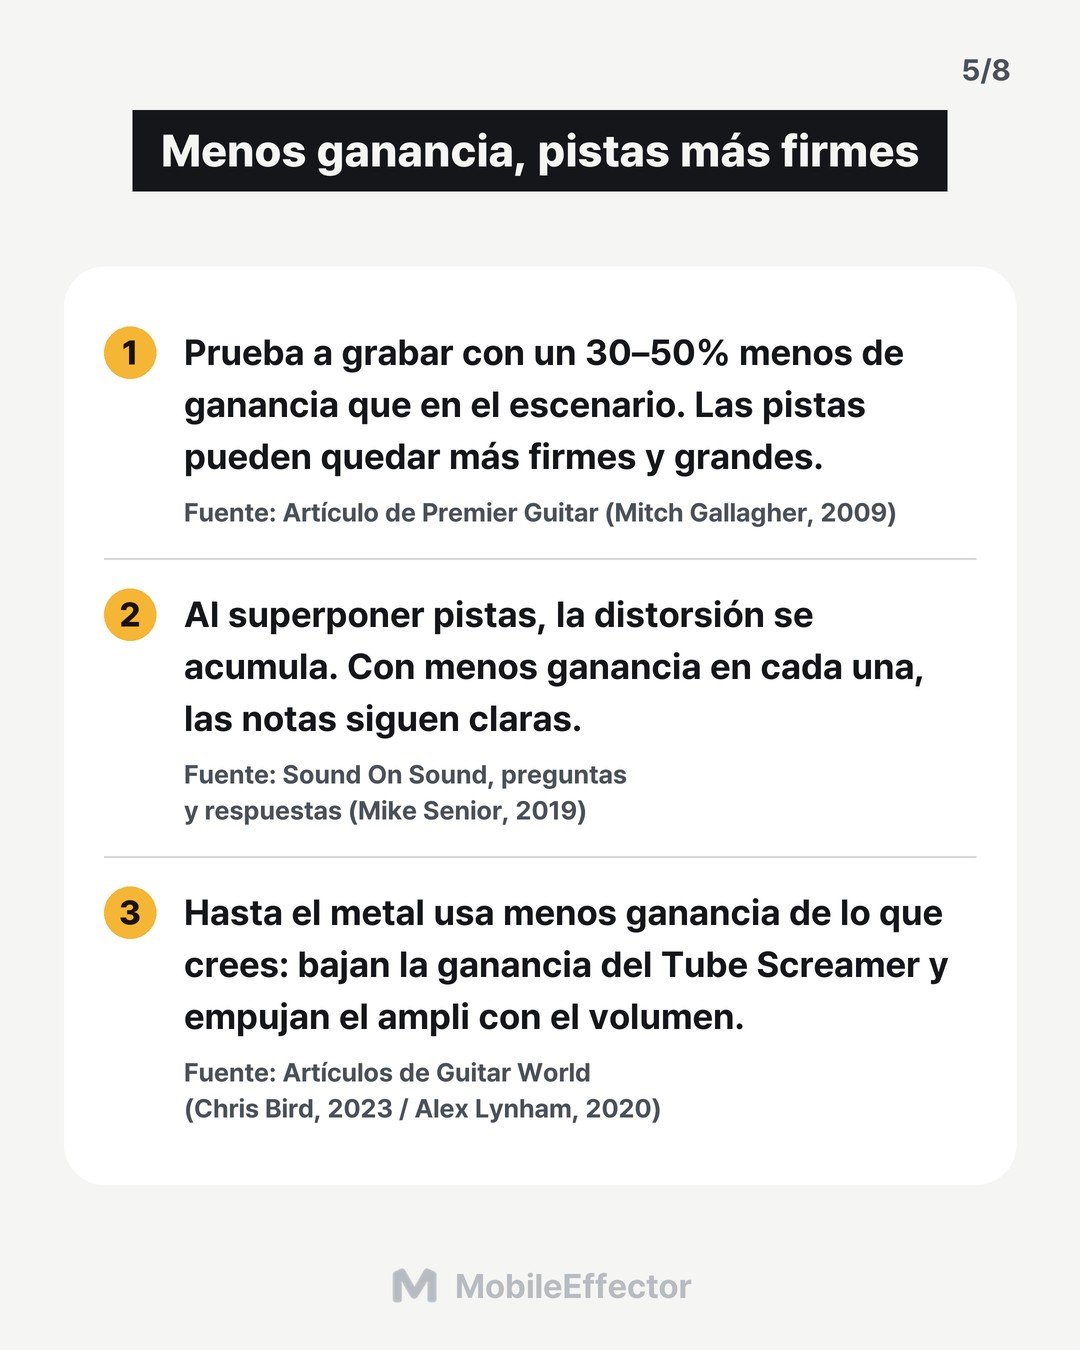 5/8
Menos ganancia, pistas más firmes
1
Prueba a grabar con un 30–50% menos de
ganancia que en el escenario. Las pistas
pueden quedar más firmes y grandes.
Fuente: Artículo de Premier Guitar (Mitch Gallagher, 2009)
2
Al superponer pistas, la distorsión se
acumula. Con menos ganancia en cada una,
las notas siguen claras.
Fuente: Sound On Sound, preguntas
y respuestas (Mike Senior, 2019)
3
Hasta el metal usa menos ganancia de lo que
crees: bajan la ganancia del Tube Screamer y
empujan el ampli con el volumen.
Fuente: Artículos de Guitar World
(Chris Bird, 2023 / Alex Lynham, 2020)
MobileEffector